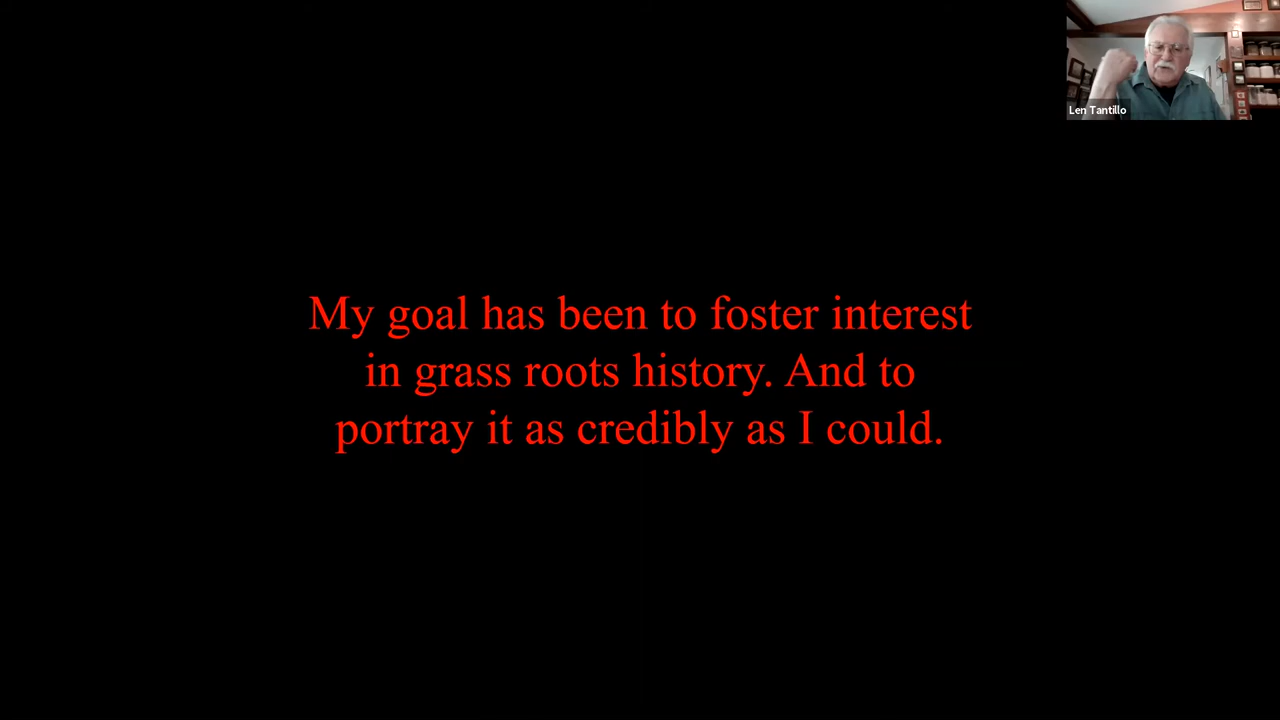 Len Tantillo
My goal has been to foster interest
in grass roots history. And to
portray it as credibly as I could.